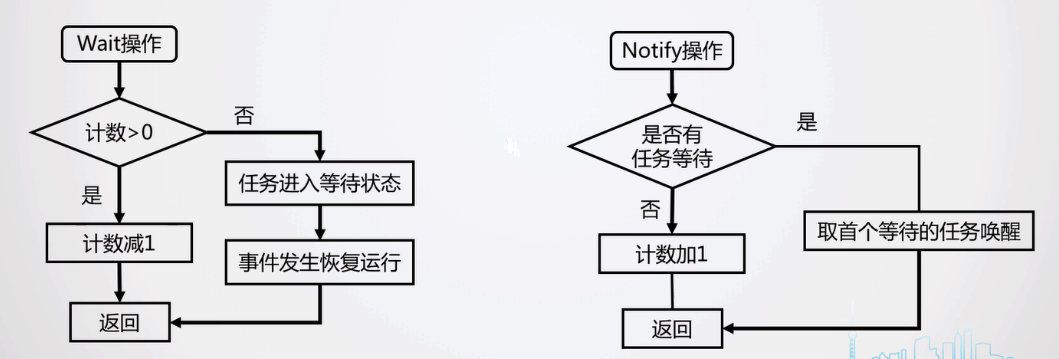 Wait操作
计数>0
否
是
任务进入等待状态
计数减1
事件发生恢复运行
返回
Notify操作
是否有
任务等待
是
否
取首个等待的任务唤醒
计数加1
返回